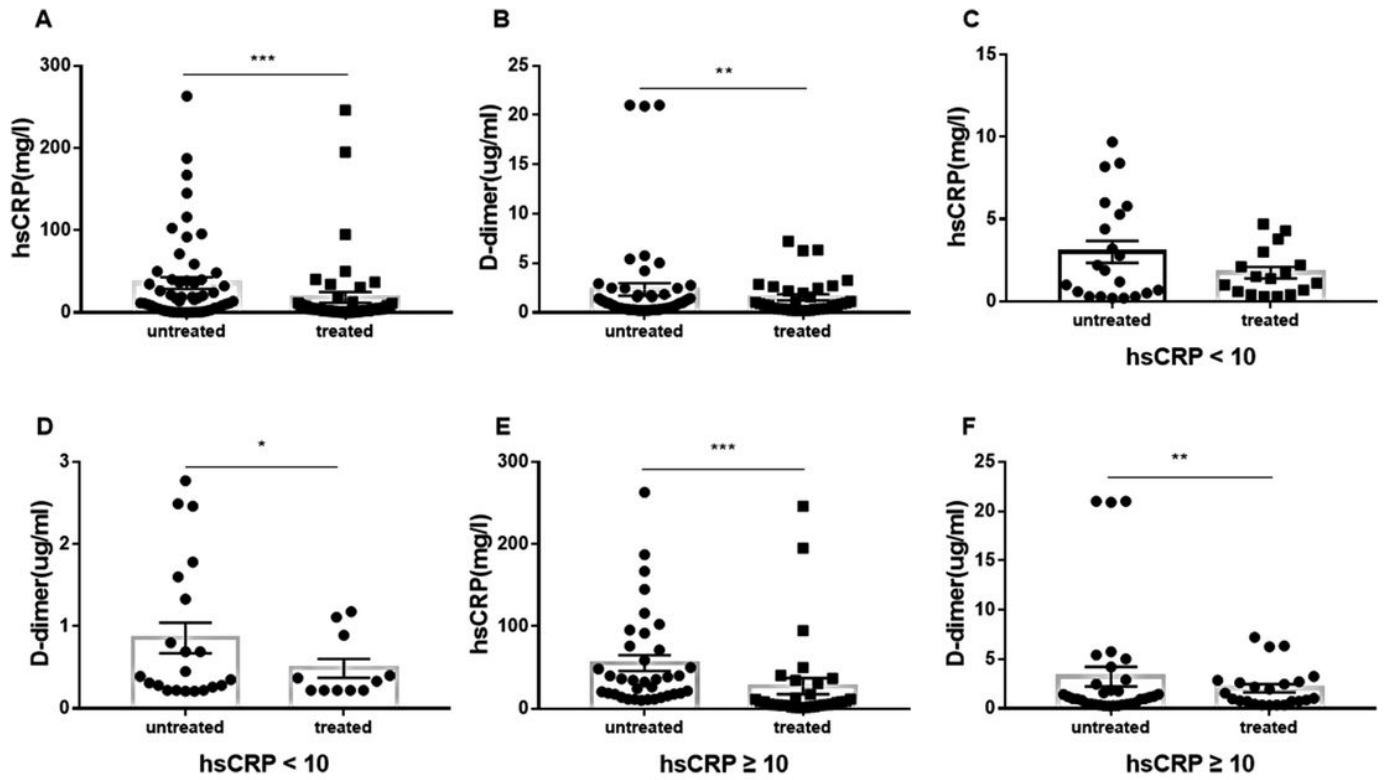 A
hsCRP(mg/l)
300
200
100
0
***
untreated
treated
B
D-dimer(ug/ml)
25
20
15
10
5
0
**
untreated
treated
C
hsCRP(mg/l)
15
10
5
0
untreated
treated
hsCRP < 10
D
D-dimer(ug/ml)
3
2
1
0
*
untreated
treated
hsCRP < 10
E
hsCRP(mg/l)
300
200
100
0
***
untreated
treated
hsCRP ≥ 10
F
D-dimer(ug/ml)
25
20
15
10
5
0
**
untreated
treated
hsCRP ≥ 10